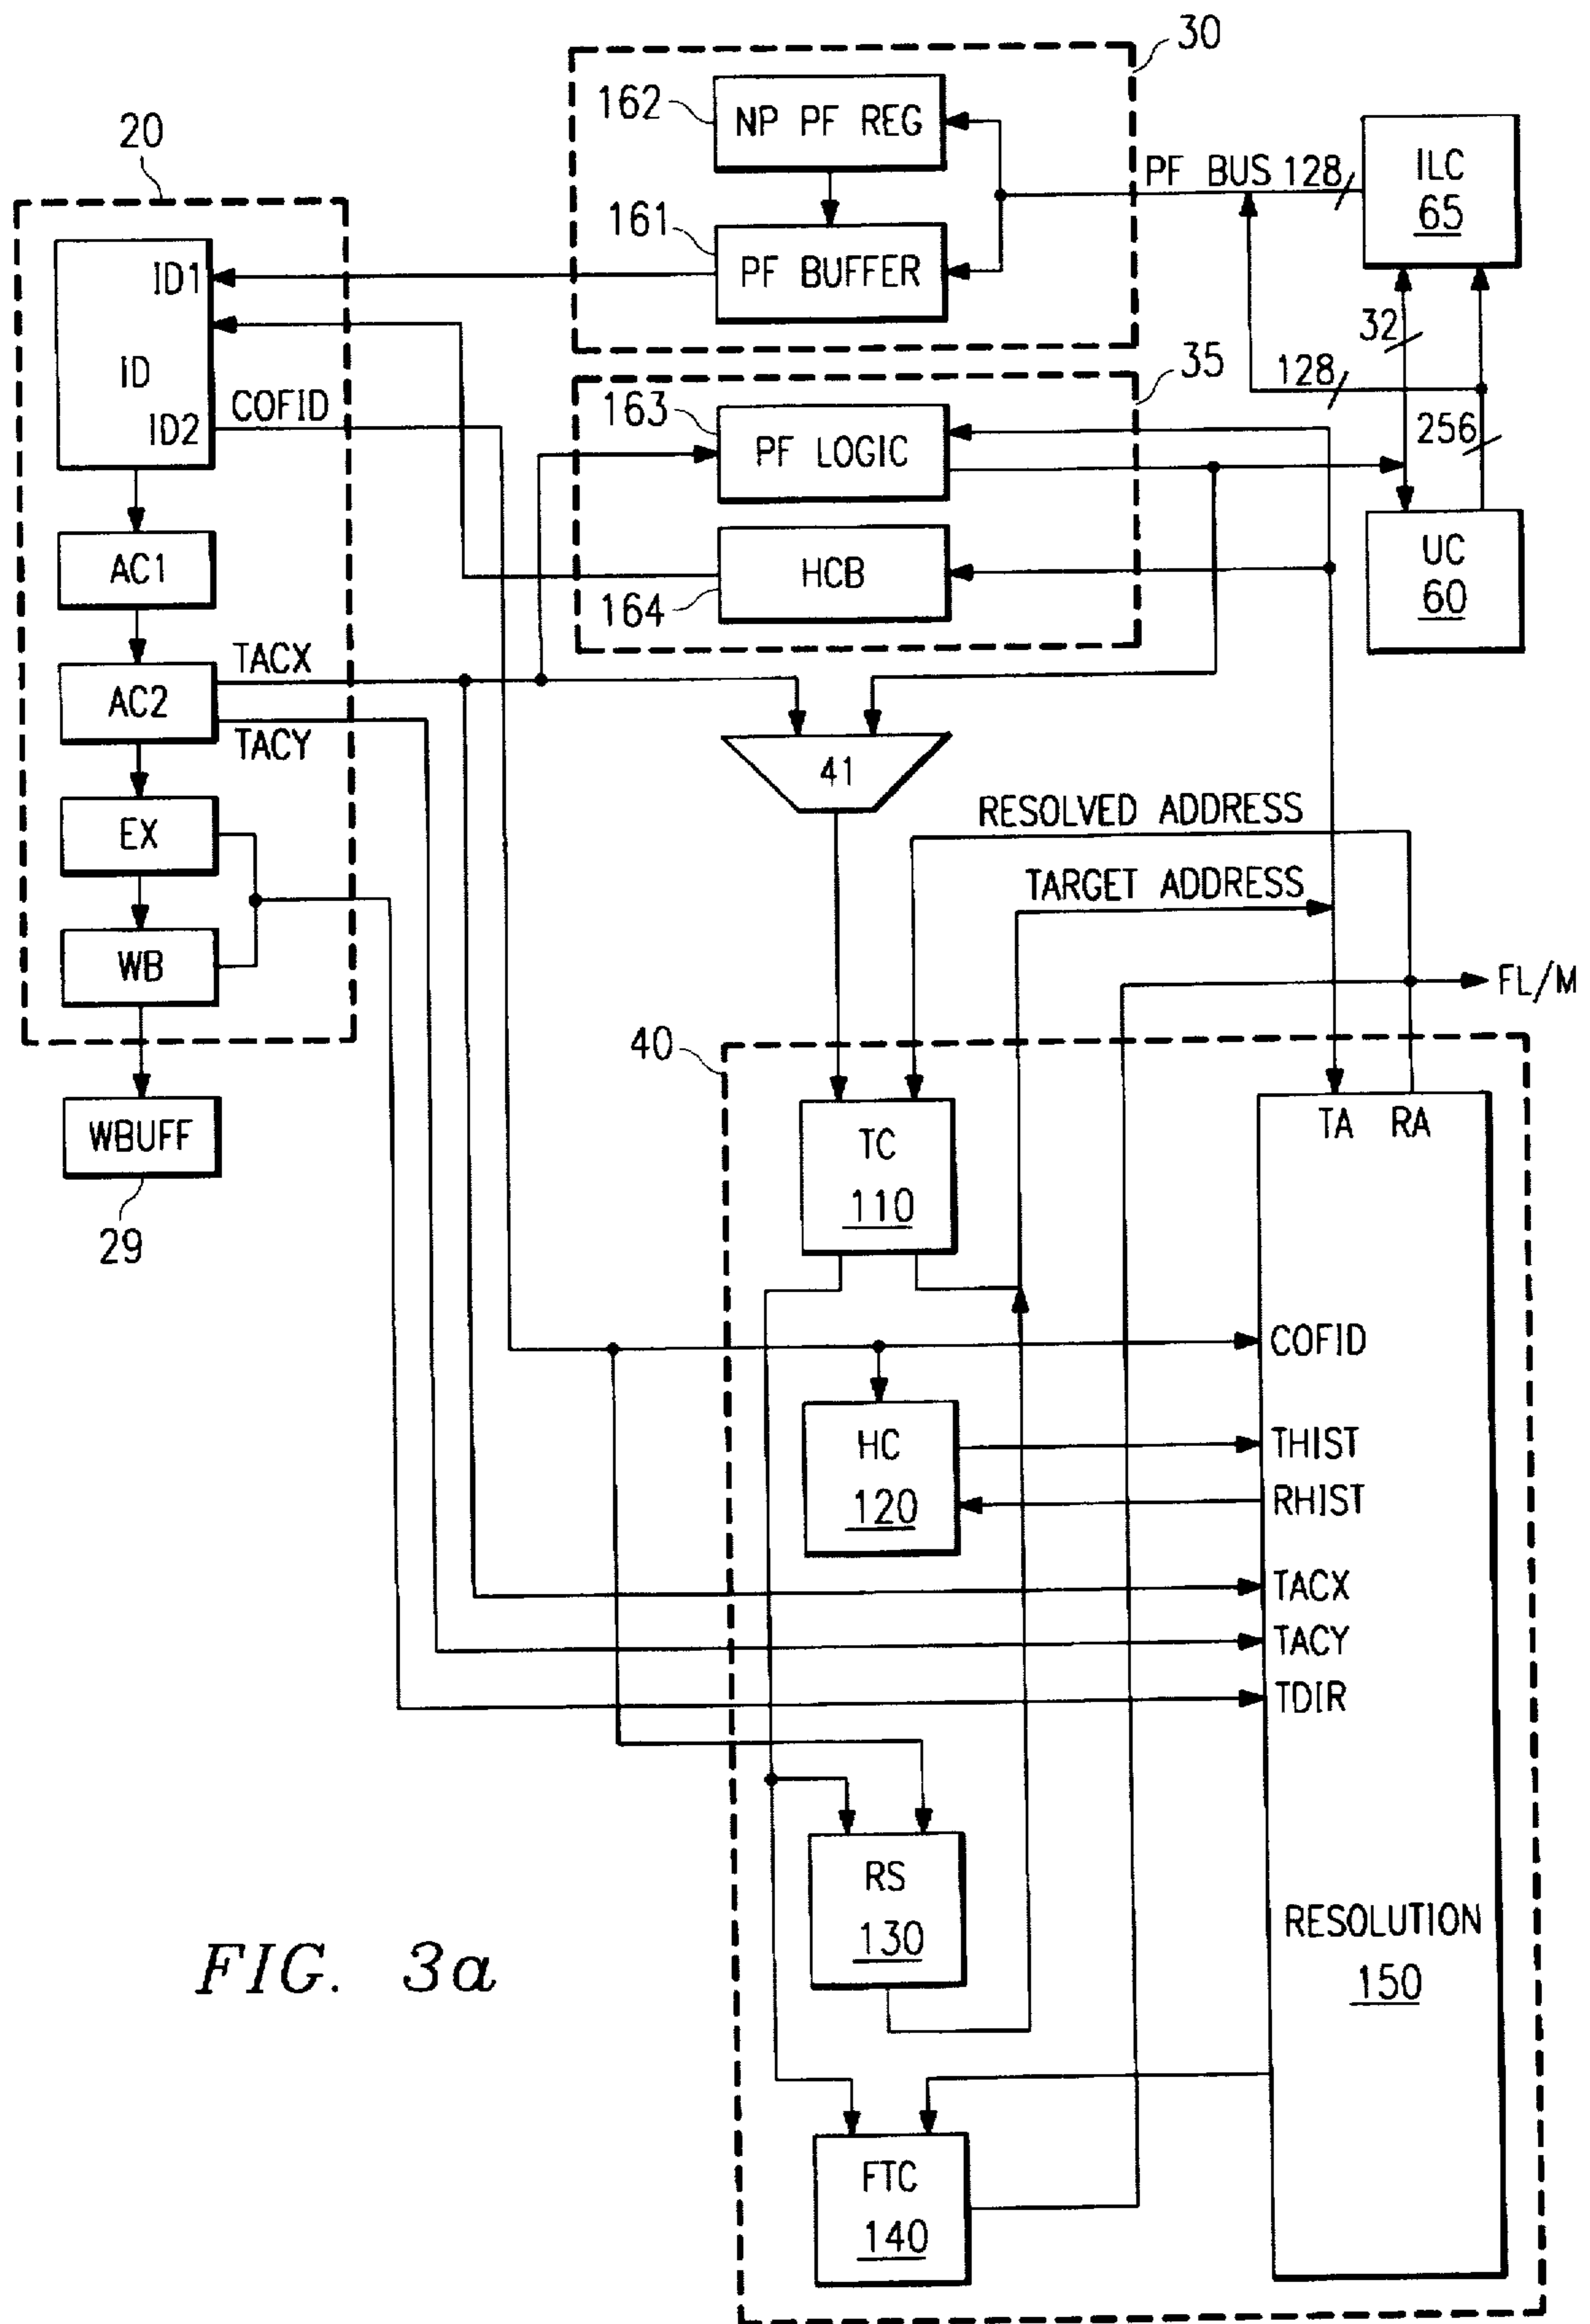 30
162
NP PF REG
20
PF BUS 128
ILC
65
161
PF BUFFER
ID1
ID
COFID
ID2
32
35
128
163
PF LOGIC
256
AC1
HCB
164
UC
60
TACX
AC2
TACY
41
EX
RESOLVED ADDRESS
TARGET ADDRESS
WB
FL/M
40
WBUFF
29
TC
110
TA RA
COFID
HC
120
THIST
RHIST
TACX
TACY
TDIR
RS
130
RESOLUTION
150
FIG. 3a
FTC
140